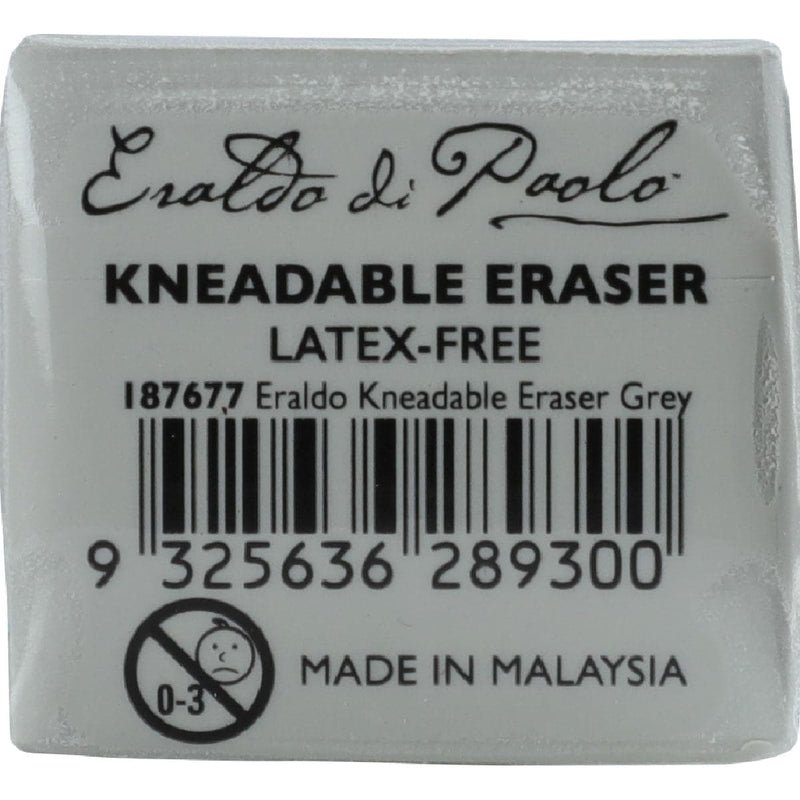 Eraldo di Paolo
KNEADABLE ERASER
LATEX-FREE
187677 Eraldo Kneadable Eraser Grey
9 325636 289300
0-3
MADE IN MALAYSIA